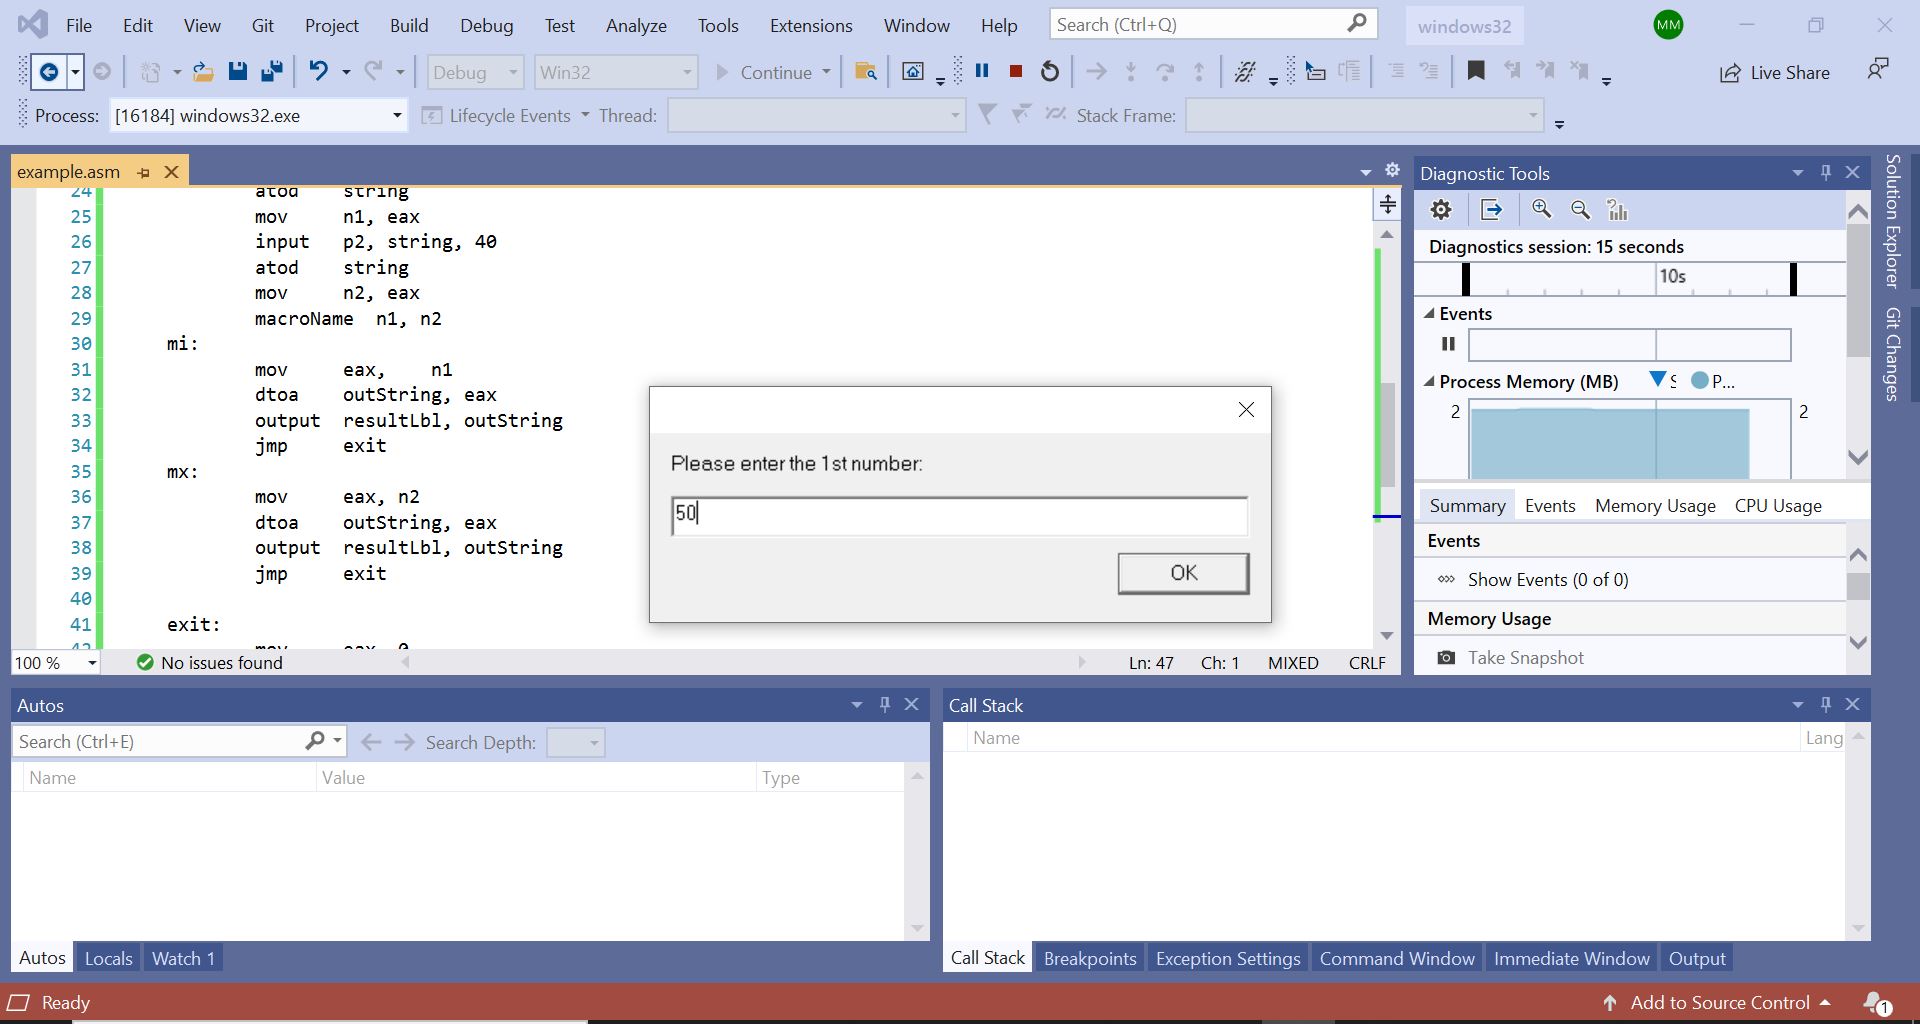 File Edit View Git Project Build Debug Test Analyze Tools Extensions Window Help Search (Ctrl+Q) windows32 MM
Debug Win32 Continue Live Share
Process: [16184] windows32.exe Lifecycle Events Thread: Stack Frame:
example.asm
24 atod string
25 mov n1, eax
26 input p2, string, 40
27 atod string
28 mov n2, eax
29 macroName n1, n2
30 mi:
31 mov eax, n1
32 dtoa outString, eax
33 output resultLbl, outString
34 jmp exit
35 mx:
36 mov eax, n2
37 dtoa outString, eax
38 output resultLbl, outString
39 jmp exit
40
41 exit:
42 mov eax, 0
100 % No issues found Ln: 47 Ch: 1 MIXED CRLF
Please enter the 1st number:
50
OK
Diagnostic Tools
Diagnostics session: 15 seconds
10s
Events
Process Memory (MB) S P...
2 2
Summary Events Memory Usage CPU Usage
Events
Show Events (0 of 0)
Memory Usage
Take Snapshot
Solution Explorer
Git Changes
Autos
Search (Ctrl+E) Search Depth:
Name Value Type
Autos Locals Watch 1
Call Stack
Name Lang
Call Stack Breakpoints Exception Settings Command Window Immediate Window Output
Ready Add to Source Control 1